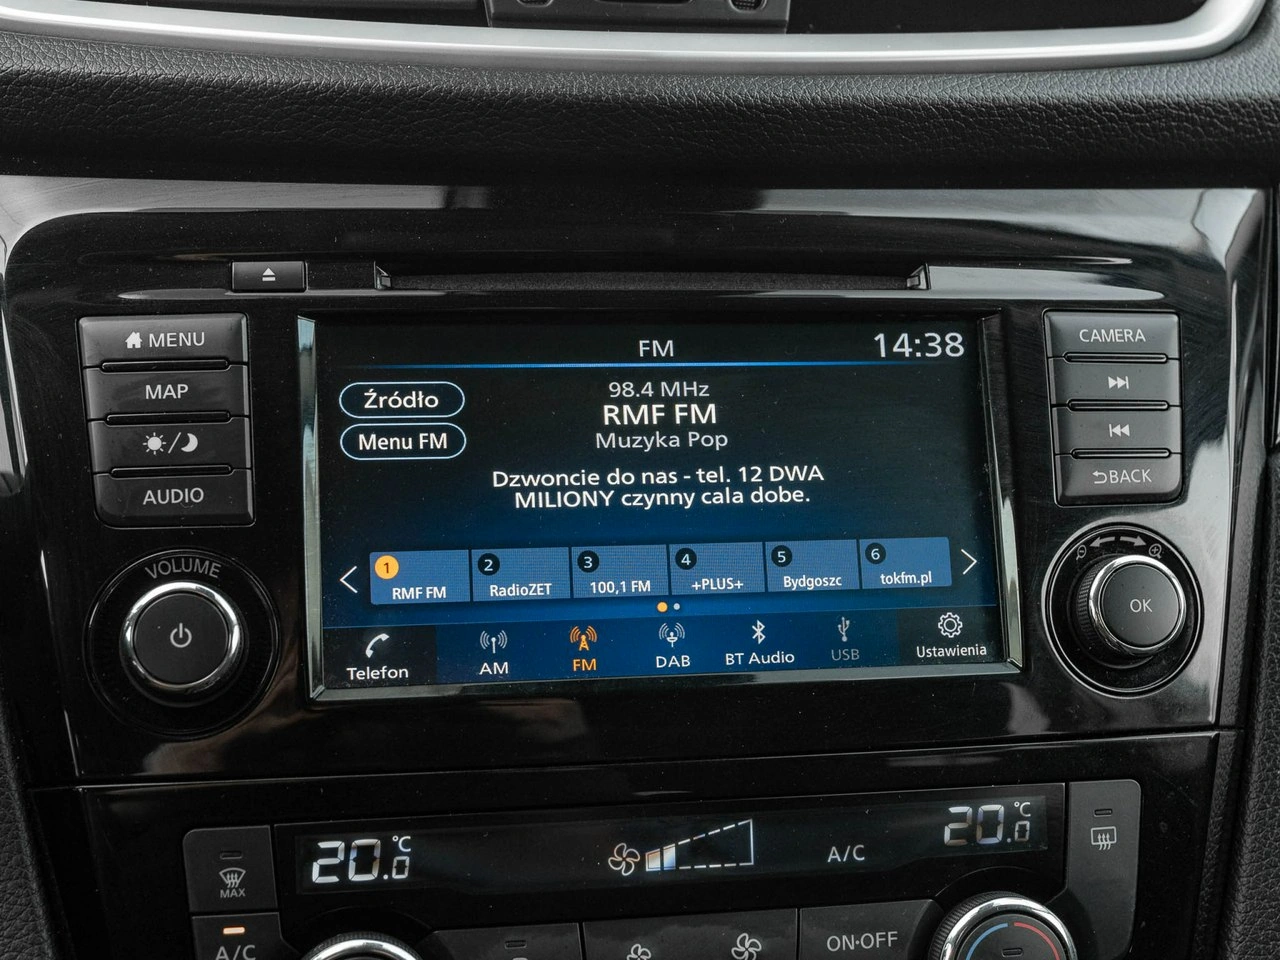 MENU
MAP
AUDIO
VOLUME
FM
14:38
Źródło
Menu FM
98.4 MHz
RMF FM
Muzyka Pop
Dzwoncie do nas - tel. 12 DWA
MILIONY czynny cala dobe.
1
RMF FM
2
RadioZET
3
100,1 FM
4
+PLUS+
5
Bydgoszc
6
tokfm.pl
Telefon
AM
FM
DAB
BT Audio
USB
Ustawienia
CAMERA
BACK
OK
MAX
20.0 °C
A/C
20.0 °C
A/C
ON·OFF